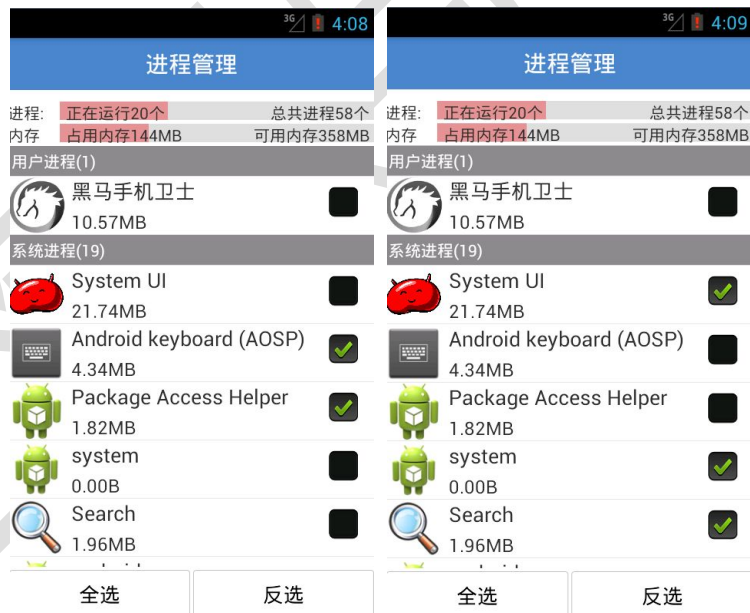 3G 4:08
进程管理
进程: 正在运行20个 总共进程58个
内存 占用内存144MB 可用内存358MB
用户进程(1)
黑马手机卫士
10.57MB
系统进程(19)
System UI
21.74MB
Android keyboard (AOSP)
4.34MB
Package Access Helper
1.82MB
system
0.00B
Search
1.96MB
全选 反选
3G 4:09
进程管理
进程: 正在运行20个 总共进程58个
内存 占用内存144MB 可用内存358MB
用户进程(1)
黑马手机卫士
10.57MB
系统进程(19)
System UI
21.74MB
Android keyboard (AOSP)
4.34MB
Package Access Helper
1.82MB
system
0.00B
Search
1.96MB
全选 反选